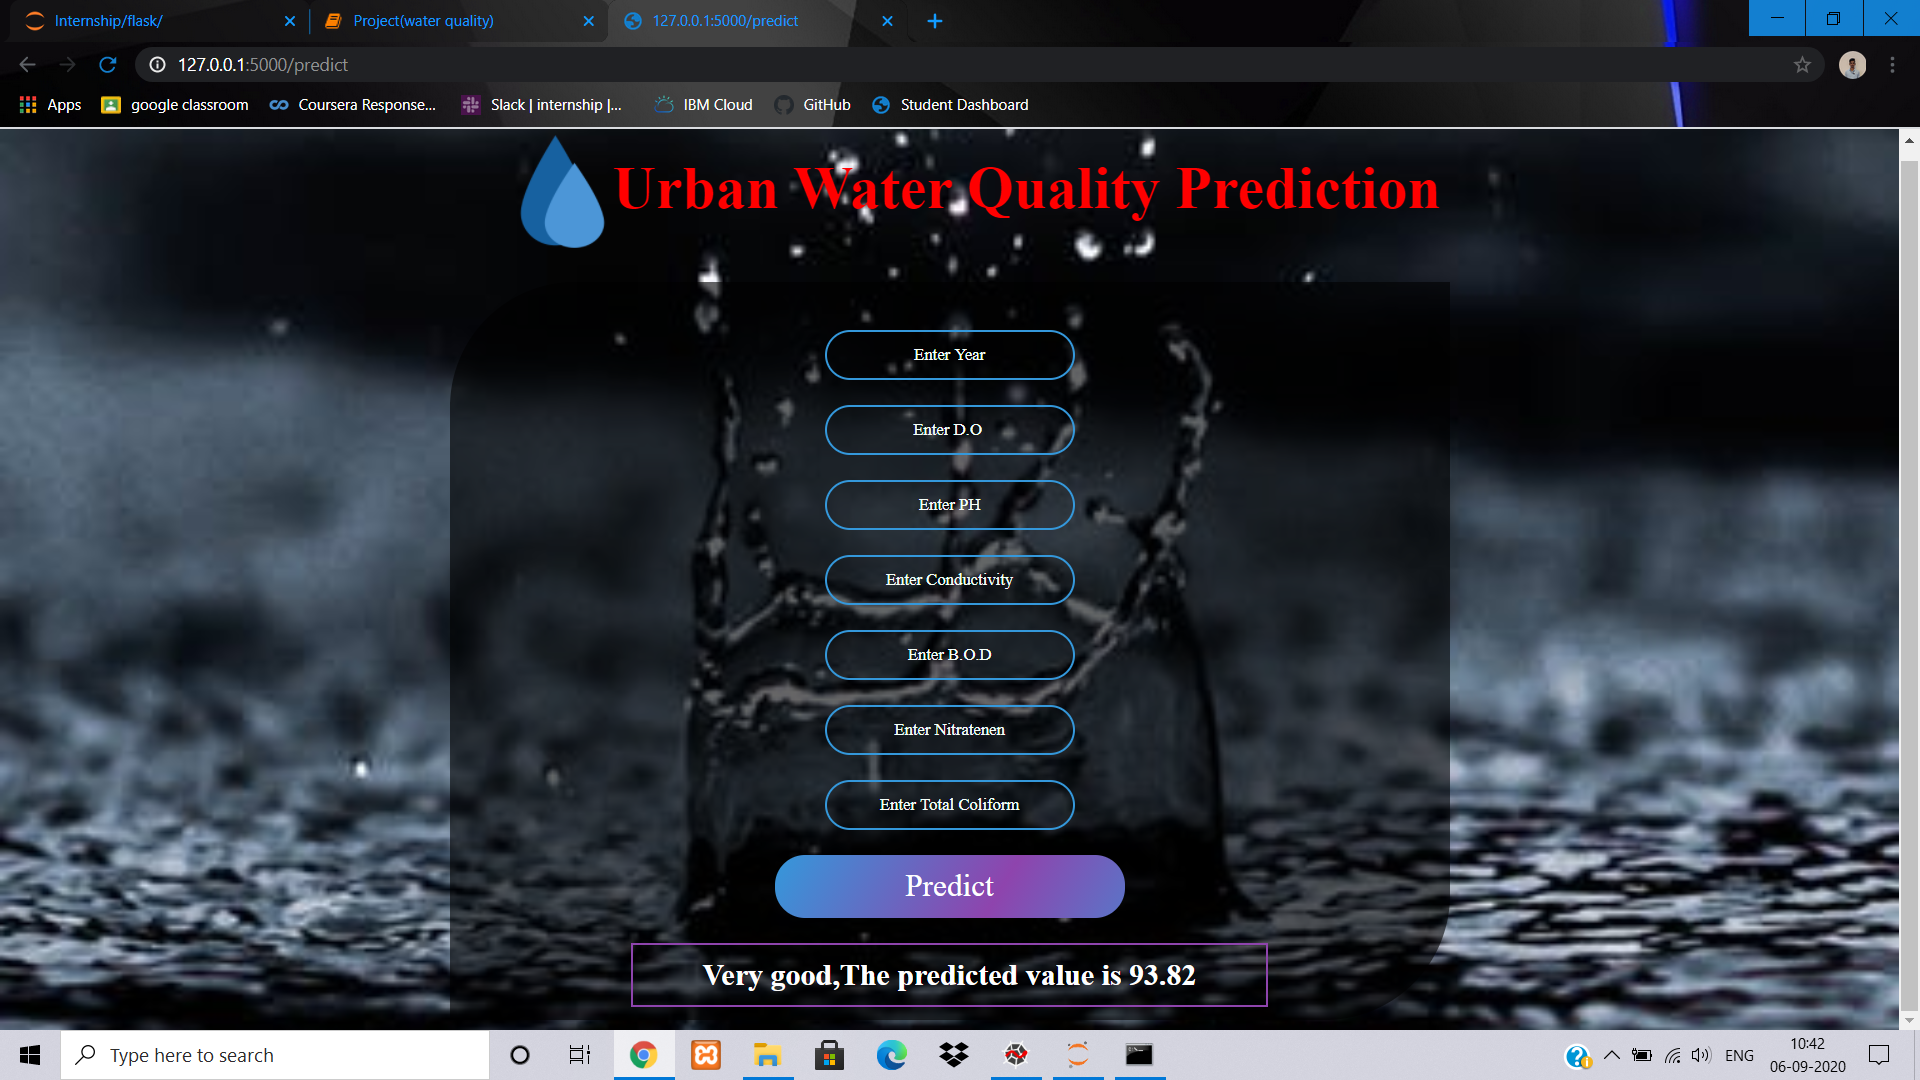 Internship/flask/
Project(water quality)
127.0.0.1:5000/predict
127.0.0.1:5000/predict
Apps
google classroom
Coursera Response...
Slack | internship |...
IBM Cloud
GitHub
Student Dashboard
Urban Water Quality Prediction
Enter Year
Enter D.O
Enter PH
Enter Conductivity
Enter B.O.D
Enter Nitratenen
Enter Total Coliform
Predict
Very good,The predicted value is 93.82
Type here to search
ENG
10:42
06-09-2020